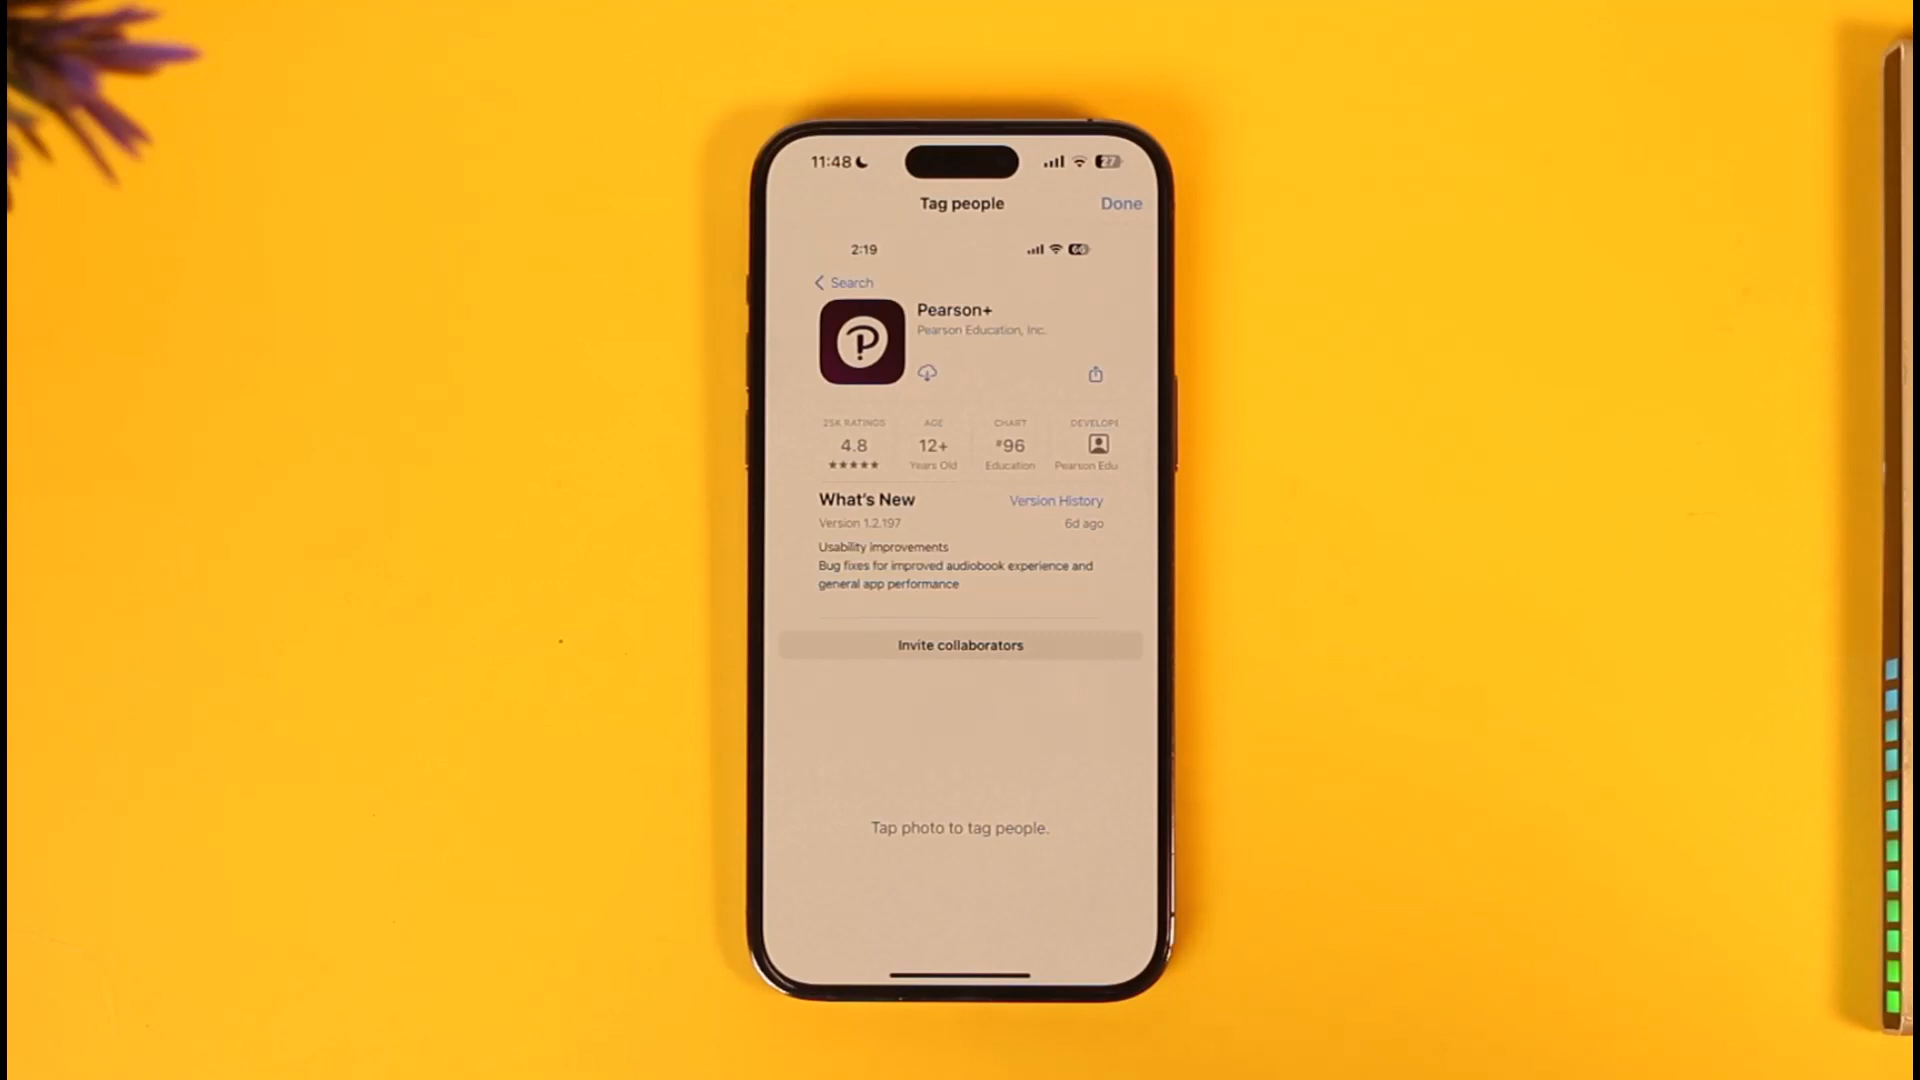 11:48
27
Tag people
Done
2:19
Search
Pearson+
Pearson Education, Inc.
25K RATINGS
AGE
CHART
DEVELOPE
4.8
12+
#96
★★★★★
Years Old
Education
Pearson Edu
What's New
Version History
Version 1.2.197
6d ago
Usability improvements
Bug fixes for improved audiobook experience and
general app performance
Invite collaborators
Tap photo to tag people.